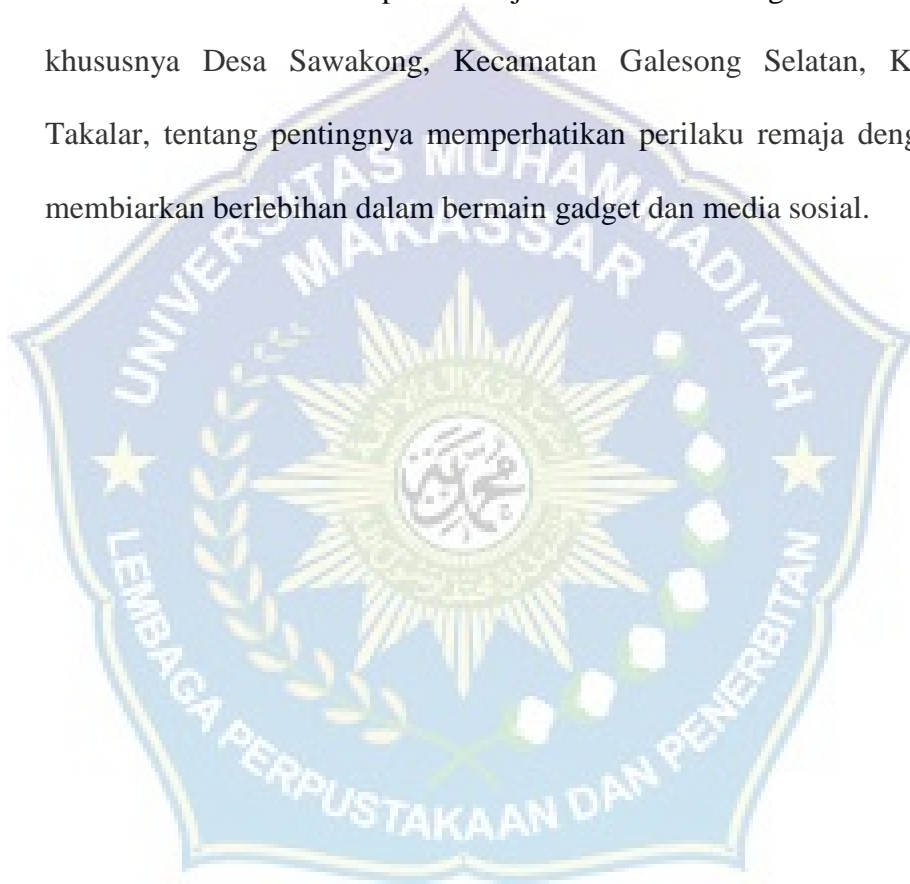 khususnya Desa Sawakong, Kecamatan Galesong Selatan, K
Takalar, tentang pentingnya memperhatikan perilaku remaja deng
membiarkan berlebihan dalam bermain gadget dan media sosial.
UNIVERSITAS MUHAMMADIYAH
MAKASSAR
LEMBAGA PERPUSTAKAAN DAN PENERBITAN